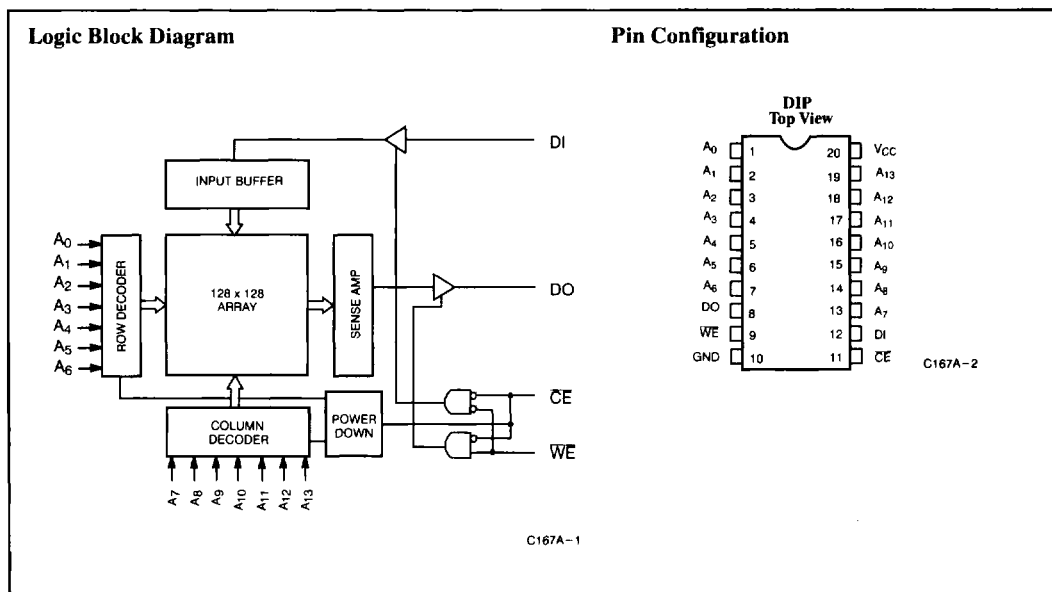 Logic Block Diagram
DI
INPUT BUFFER
A0
A1
A2
A3
A4
A5
A6
ROW DECODER
128 x 128
ARRAY
SENSE AMP
DO
COLUMN
DECODER
POWER
DOWN
C̅E̅
W̅E̅
A7
A8
A9
A10
A11
A12
A13
C167A-1
Pin Configuration
DIP
Top View
A0 1 20 VCC
A1 2 19 A13
A2 3 18 A12
A3 4 17 A11
A4 5 16 A10
A5 6 15 A9
A6 7 14 A8
DO 8 13 A7
W̅E̅ 9 12 DI
GND 10 11 C̅E̅
C167A-2